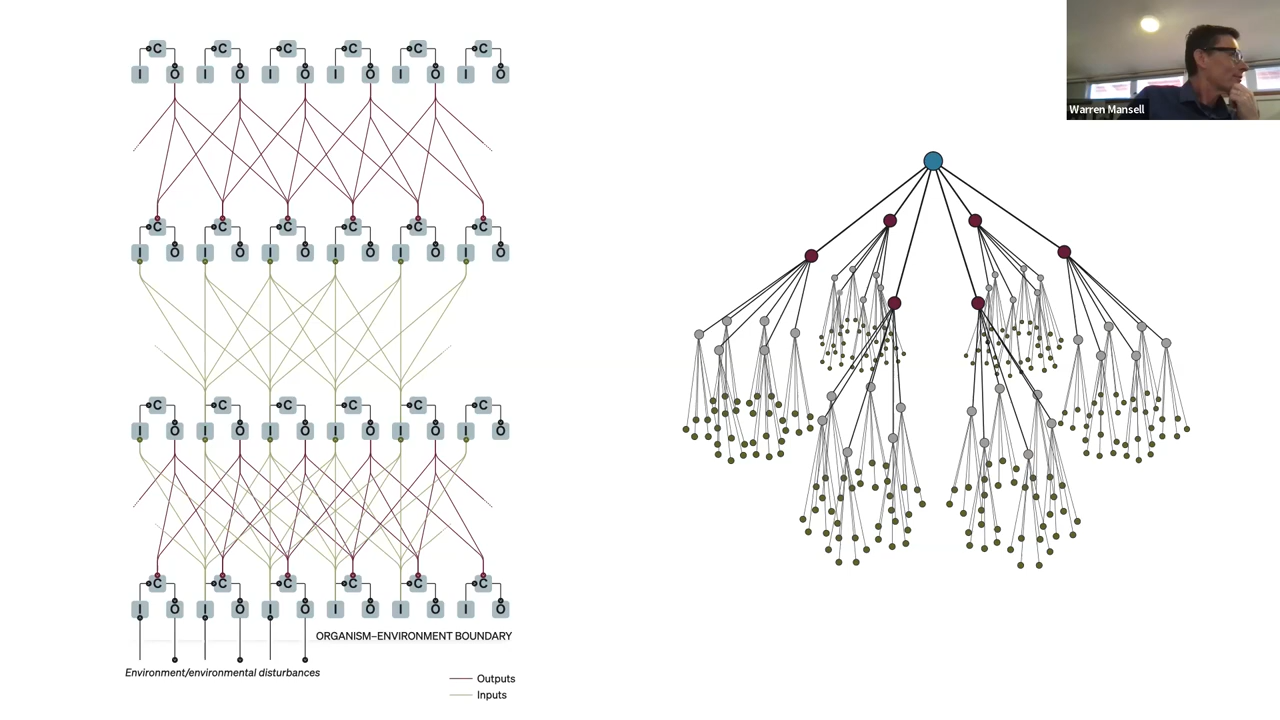 C C C C C C
I O I O I O I O I O I O
C C C C C C
I O I O I O I O I O I O
C C C C C C
I O I O I O I O I O I O
C C C C C C
I O I O I O I O I O I O
ORGANISM–ENVIRONMENT BOUNDARY
Environment/environmental disturbances
Outputs
Inputs
Warren Mansell